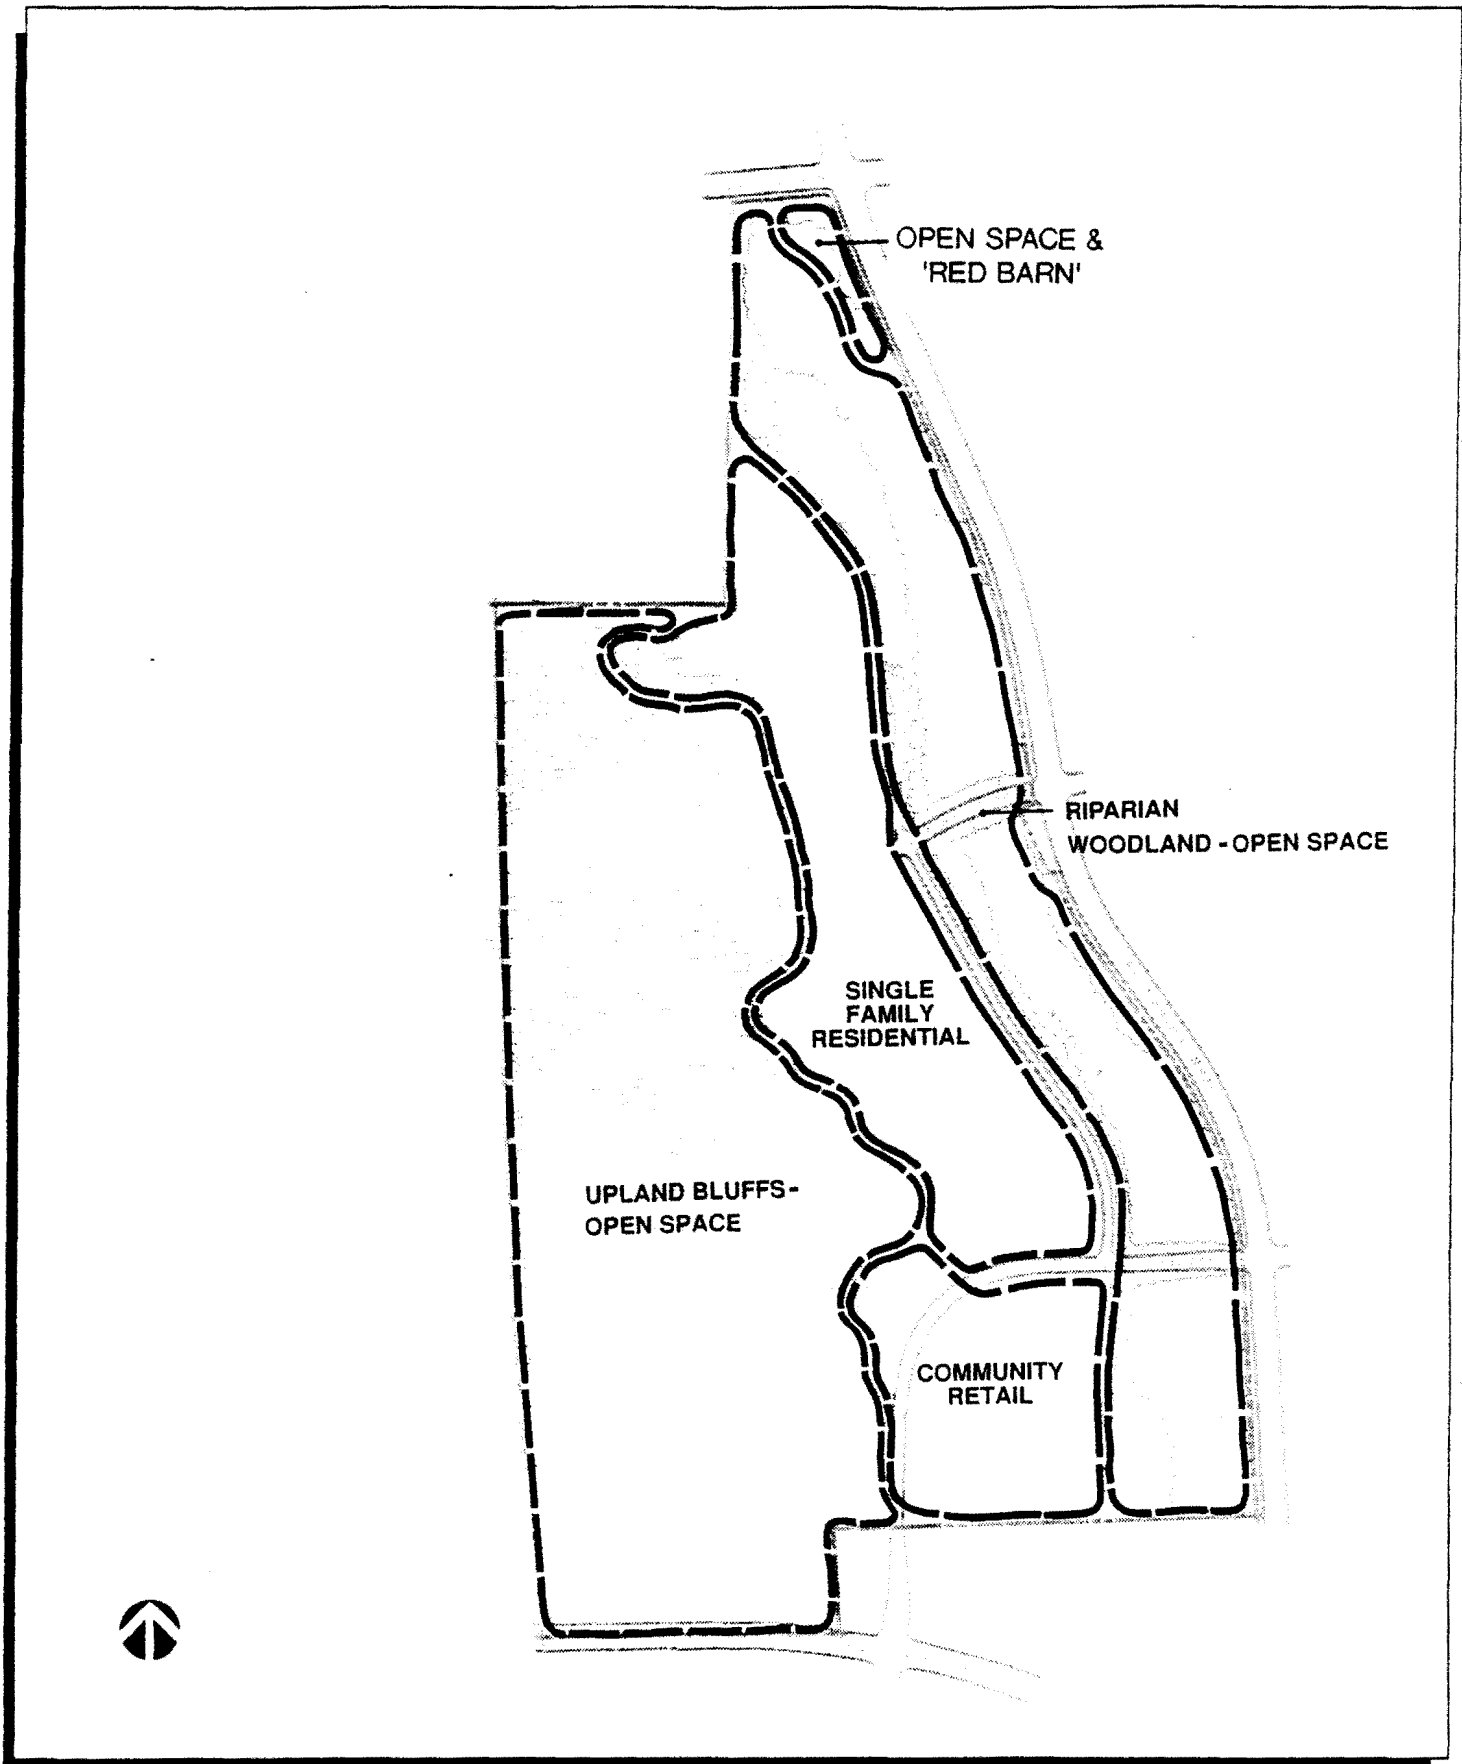 OPEN SPACE &
'RED BARN'
RIPARIAN
WOODLAND - OPEN SPACE
SINGLE
FAMILY
RESIDENTIAL
UPLAND BLUFFS -
OPEN SPACE
COMMUNITY
RETAIL